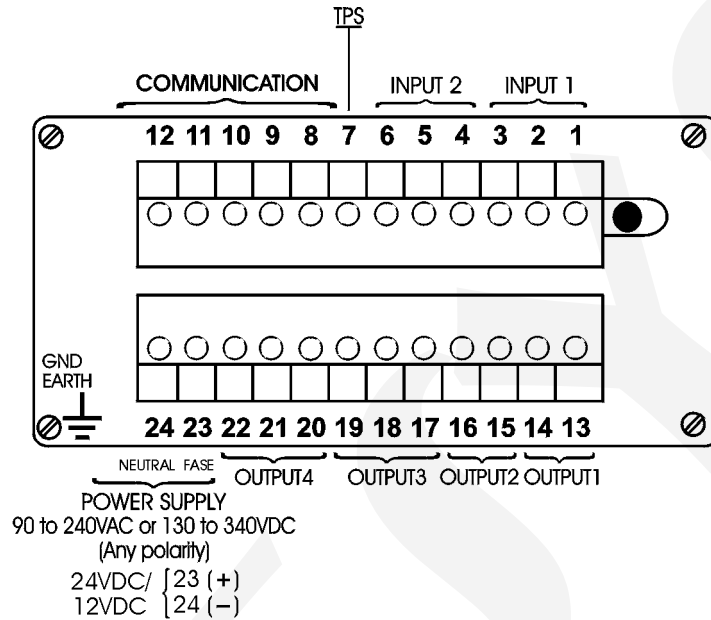 TPS
COMMUNICATION INPUT 2 INPUT 1
12 11 10 9 8 7 6 5 4 3 2 1
GND
EARTH
24 23 22 21 20 19 18 17 16 15 14 13
NEUTRAL FASE OUTPUT4 OUTPUT3 OUTPUT2 OUTPUT1
POWER SUPPLY
90 to 240VAC or 130 to 340VDC
(Any polarity)
24VDC/ { 23 (+)
12VDC { 24 (−)